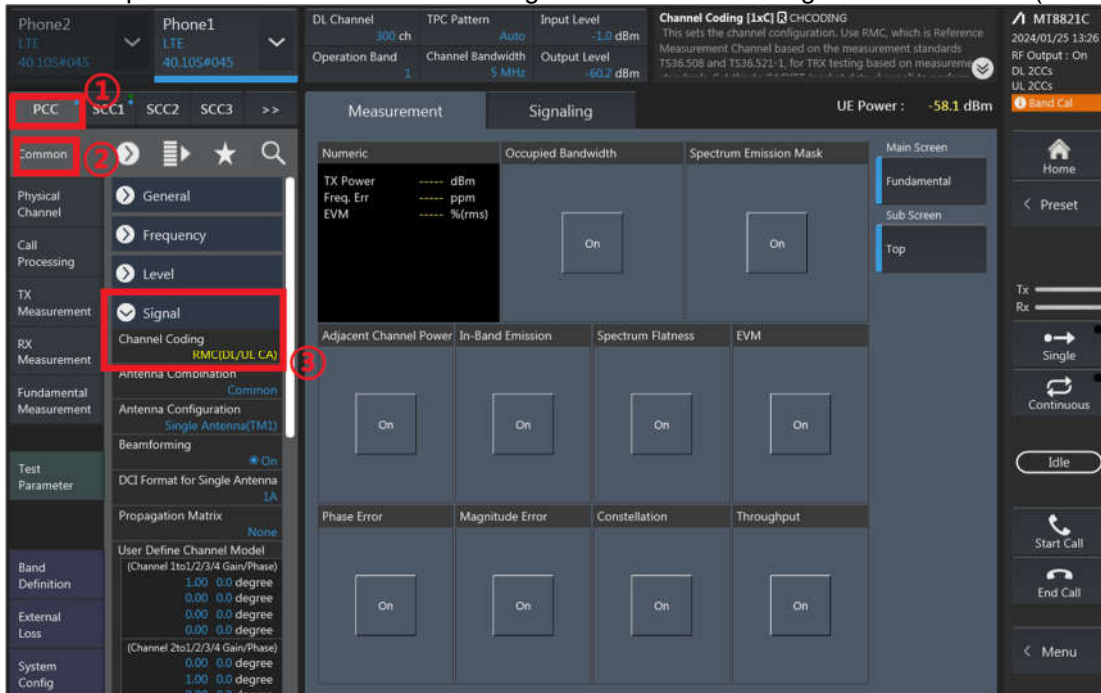 Phone2
LTE
40.10S#045
Phone1
LTE
40.10S#045
DL Channel
300 ch
TPC Pattern
Auto
Input Level
-1.0 dBm
Operation Band
1
Channel Bandwidth
5 MHz
Output Level
-60.2 dBm
Channel Coding [1xC] R CHCODING
This sets the channel configuration. Use RMC, which is Reference
Measurement Channel based on the measurement standards
TS36.508 and TS36.521-1, for TRX testing based on measureme
MT8821C
2024/01/25 13:26
RF Output : On
DL 2CCs
UL 2CCs
Band Cal
①
PCC
SCC1
SCC2
SCC3
>>
Measurement
Signaling
UE Power : -58.1 dBm
Common
②
Physical
Channel
Call
Processing
TX
Measurement
RX
Measurement
Fundamental
Measurement
Test
Parameter
Band
Definition
External
Loss
System
Config
General
Frequency
Level
Signal
Channel Coding
RMC(DL/UL CA)
③
Antenna Combination
Common
Antenna Configuration
Single Antenna(TM1)
Beamforming
On
DCI Format for Single Antenna
1A
Propagation Matrix
None
User Define Channel Model
(Channel 1to1/2/3/4 Gain/Phase)
1.00 0.0 degree
0.00 0.0 degree
0.00 0.0 degree
0.00 0.0 degree
(Channel 2to1/2/3/4 Gain/Phase)
0.00 0.0 degree
1.00 0.0 degree
Numeric
TX Power ----- dBm
Freq. Err ----- ppm
EVM ----- %(rms)
Occupied Bandwidth
On
Spectrum Emission Mask
On
Adjacent Channel Power
On
In-Band Emission
On
Spectrum Flatness
On
EVM
On
Phase Error
On
Magnitude Error
On
Constellation
On
Throughput
On
Main Screen
Fundamental
Sub Screen
Top
Home
< Preset
Tx
Rx
Single
Continuous
Idle
Start Call
End Call
< Menu